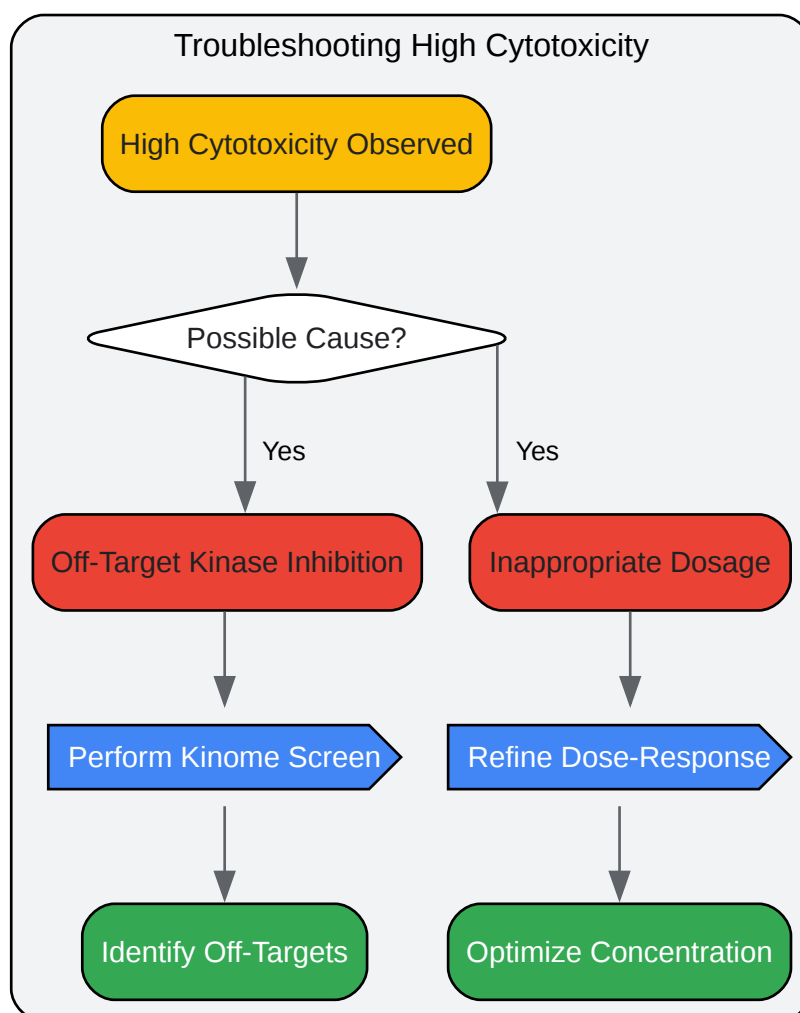 Troubleshooting High Cytotoxicity
High Cytotoxicity Observed
Possible Cause?
Yes
Yes
Off-Target Kinase Inhibition
Inappropriate Dosage
Perform Kinome Screen
Refine Dose-Response
Identify Off-Targets
Optimize Concentration